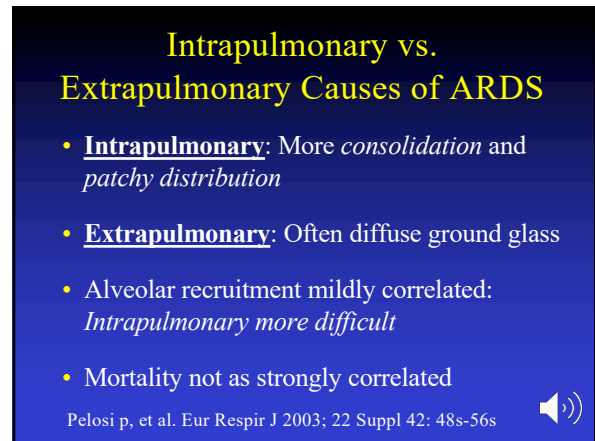 Intrapulmonary vs.
Extrapulmonary Causes of ARDS
• Intrapulmonary: More consolidation and
patchy distribution
• Extrapulmonary: Often diffuse ground glass
• Alveolar recruitment mildly correlated:
Intrapulmonary more difficult
• Mortality not as strongly correlated
Pelosi p, et al. Eur Respir J 2003; 22 Suppl 42: 48s-56s